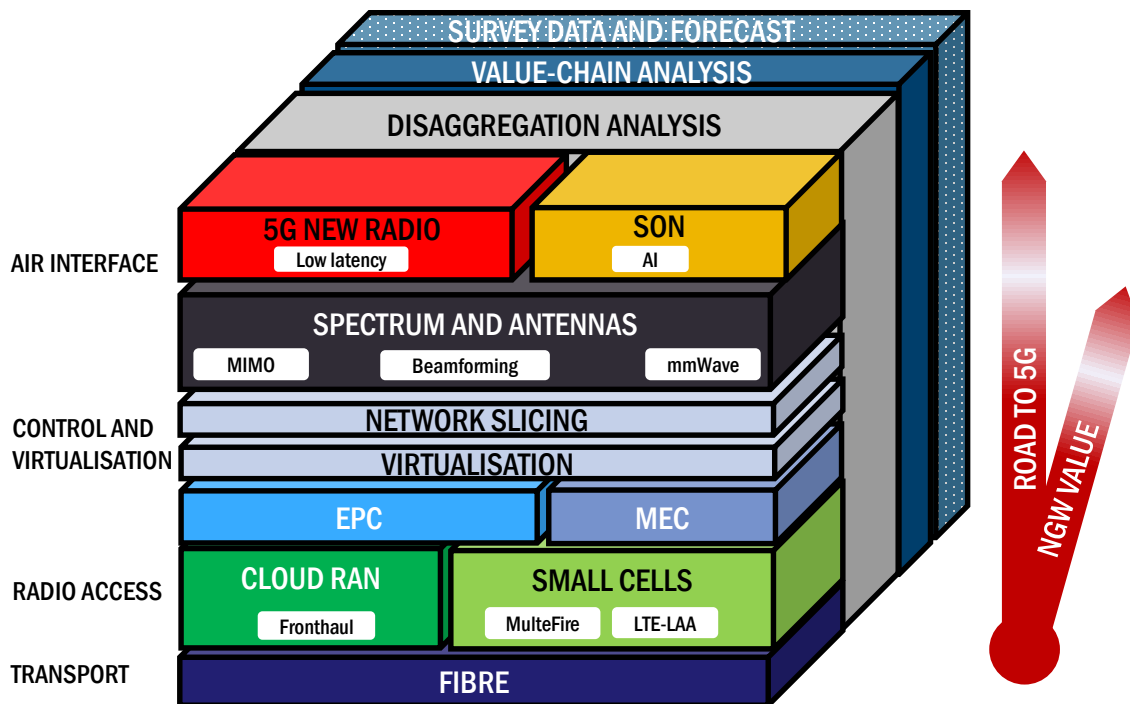 SURVEY DATA AND FORECAST
VALUE-CHAIN ANALYSIS
DISAGGREGATION ANALYSIS
5G NEW RADIO
Low latency
SON
AI
AIR INTERFACE
SPECTRUM AND ANTENNAS
MIMO
Beamforming
mmWave
NETWORK SLICING
CONTROL AND
VIRTUALISATION
VIRTUALISATION
EPC
MEC
CLOUD RAN
Fronthaul
SMALL CELLS
MulteFire
LTE-LAA
RADIO ACCESS
TRANSPORT
FIBRE
ROAD TO 5G
NGW VALUE